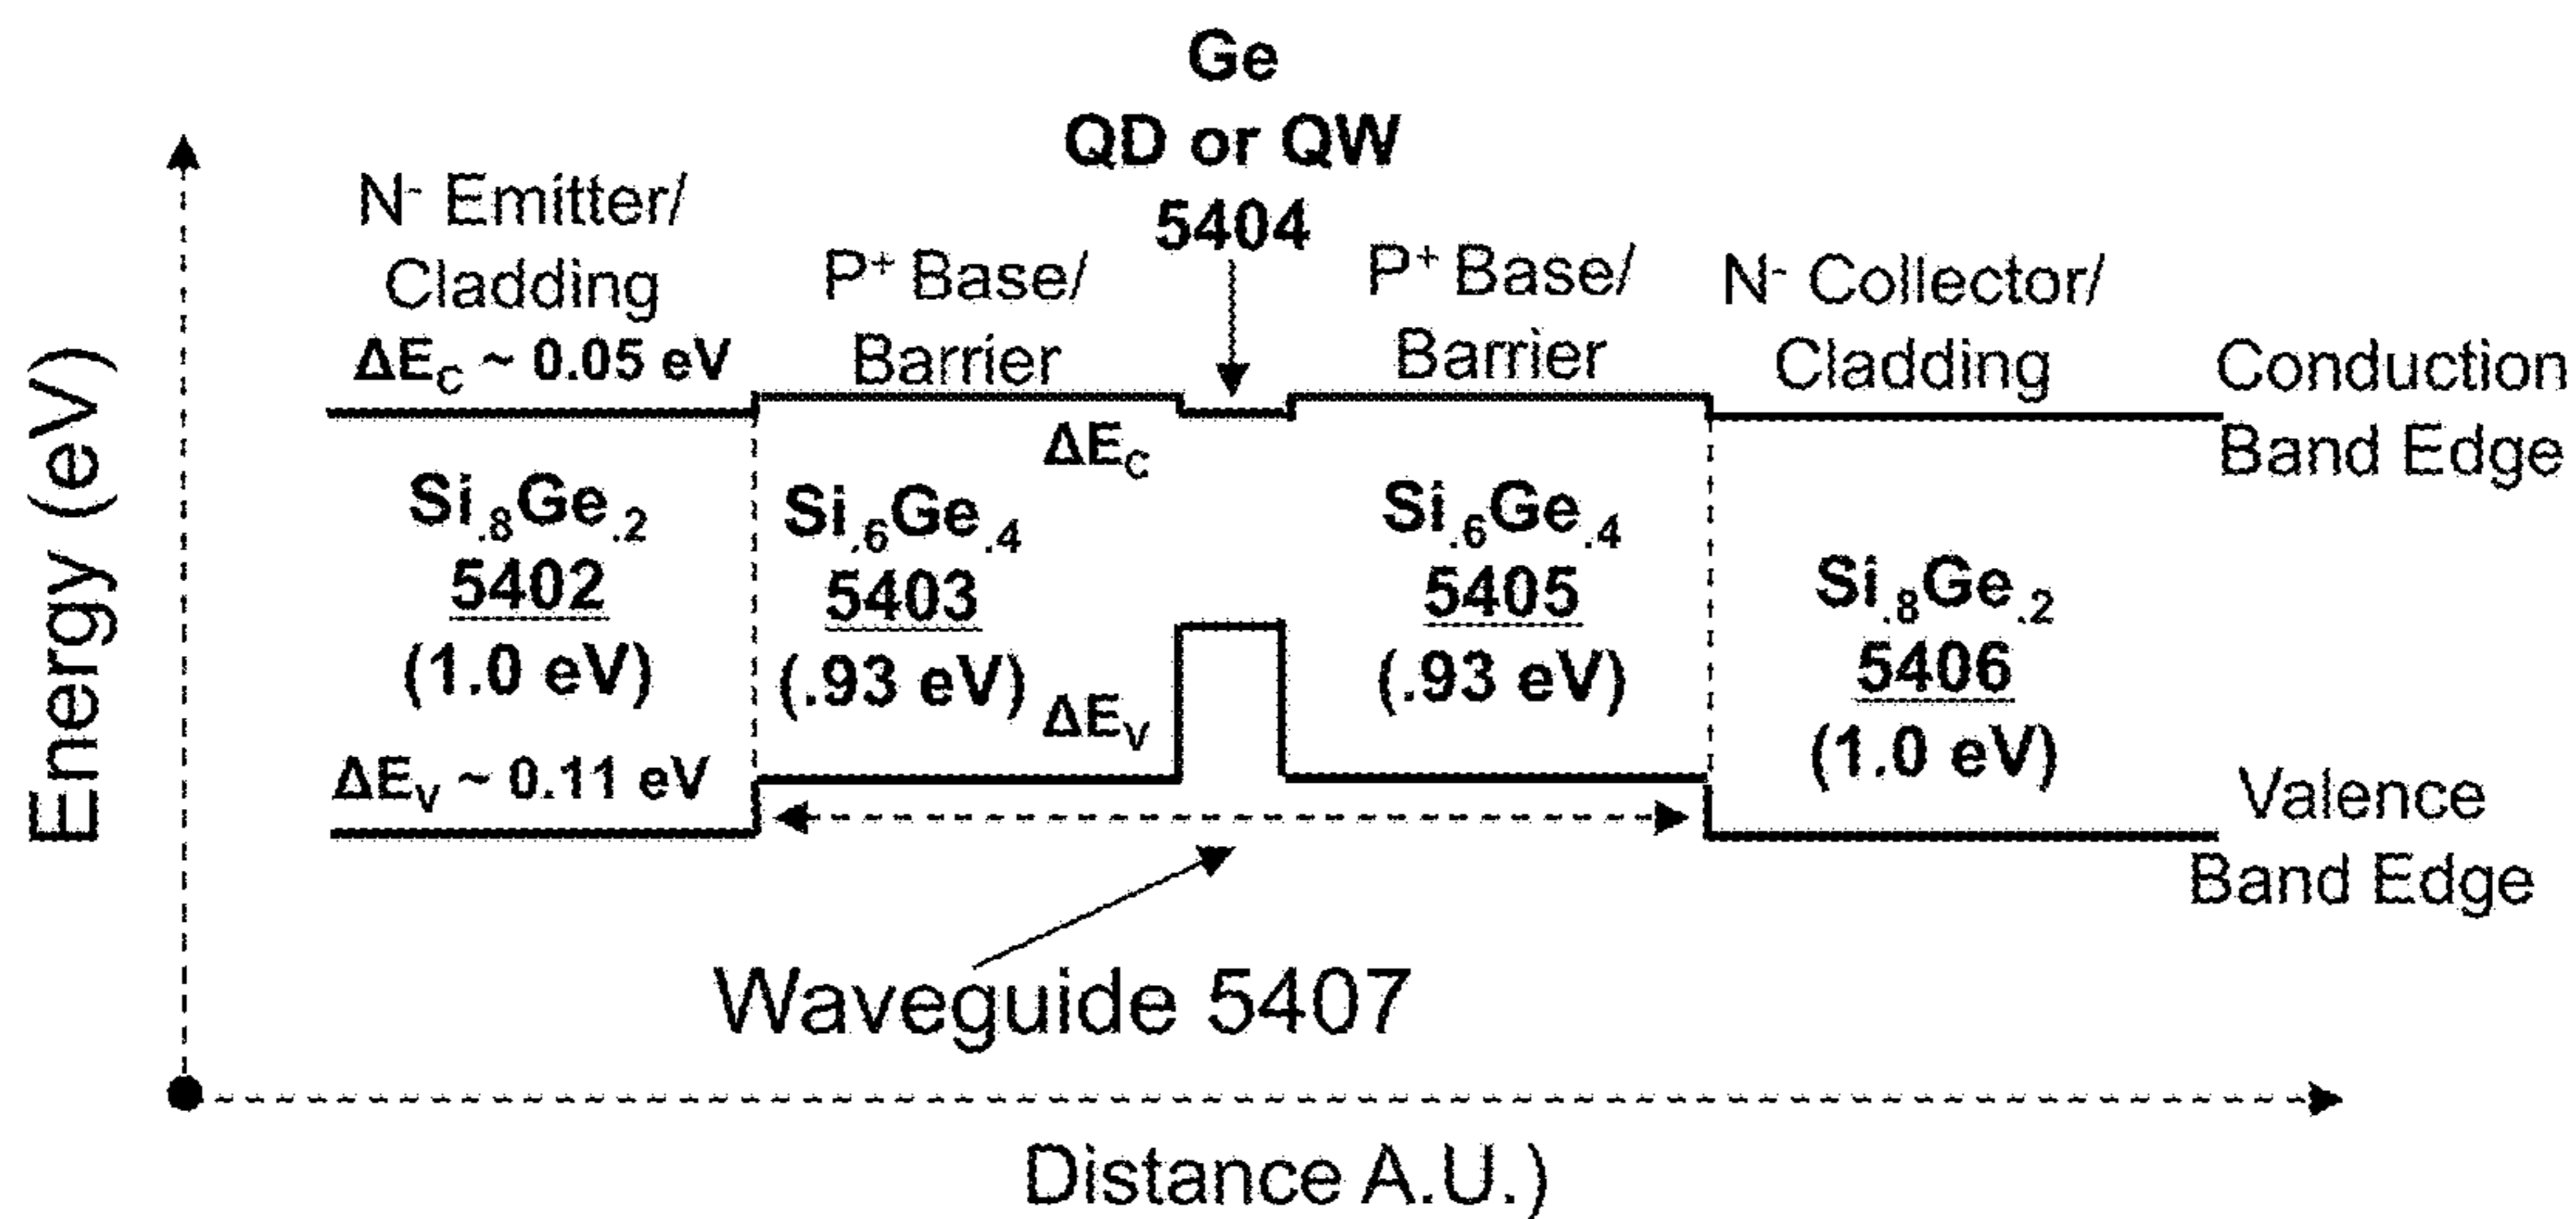 Ge
QD or QW
5404
N- Emitter/
Cladding
ΔEC ~ 0.05 eV
P+ Base/
Barrier
P+ Base/
Barrier
N- Collector/
Cladding
Conduction
Band Edge
Energy (eV)
ΔEC
Si.8Ge.2
5402
(1.0 eV)
Si.6Ge.4
5403
(.93 eV)
Si.6Ge.4
5405
(.93 eV)
Si.8Ge.2
5406
(1.0 eV)
ΔEV ~ 0.11 eV
ΔEV
Valence
Band Edge
Waveguide 5407
Distance A.U.)